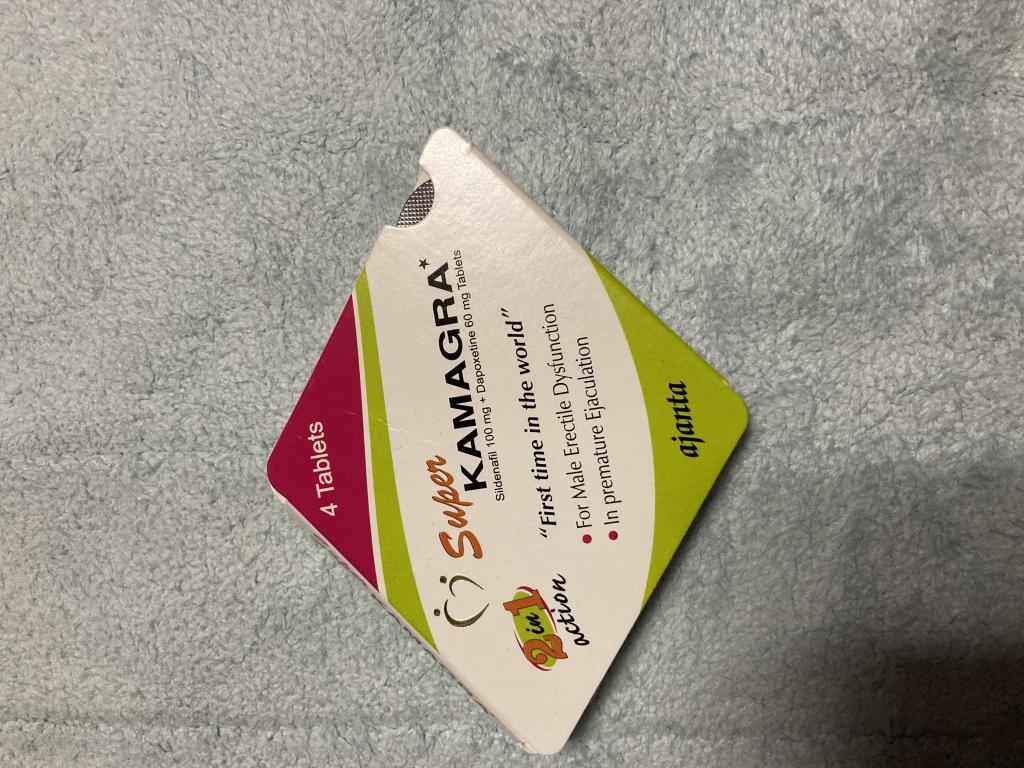 4 Tablets
Super
KAMAGRA*
Sildenafil 100 mg + Dapoxetine 60 mg Tablets
2 in 1
action
"First time in the world"
• For Male Erectile Dysfunction
• In premature Ejaculation
ajanta